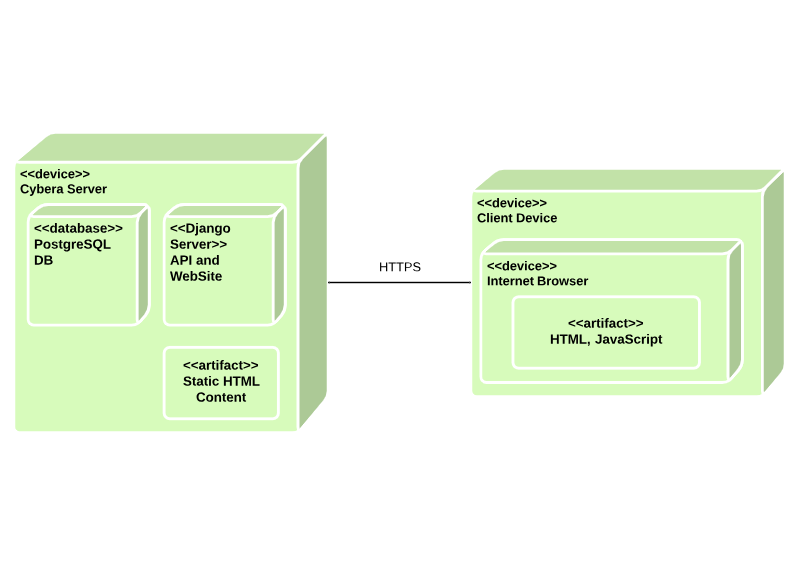 <<device>>
Cybera Server
<<database>>
PostgreSQL
DB
<<Django
Server>>
API and
WebSite
<<artifact>>
Static HTML
Content
HTTPS
<<device>>
Client Device
<<device>>
Internet Browser
<<artifact>>
HTML, JavaScript